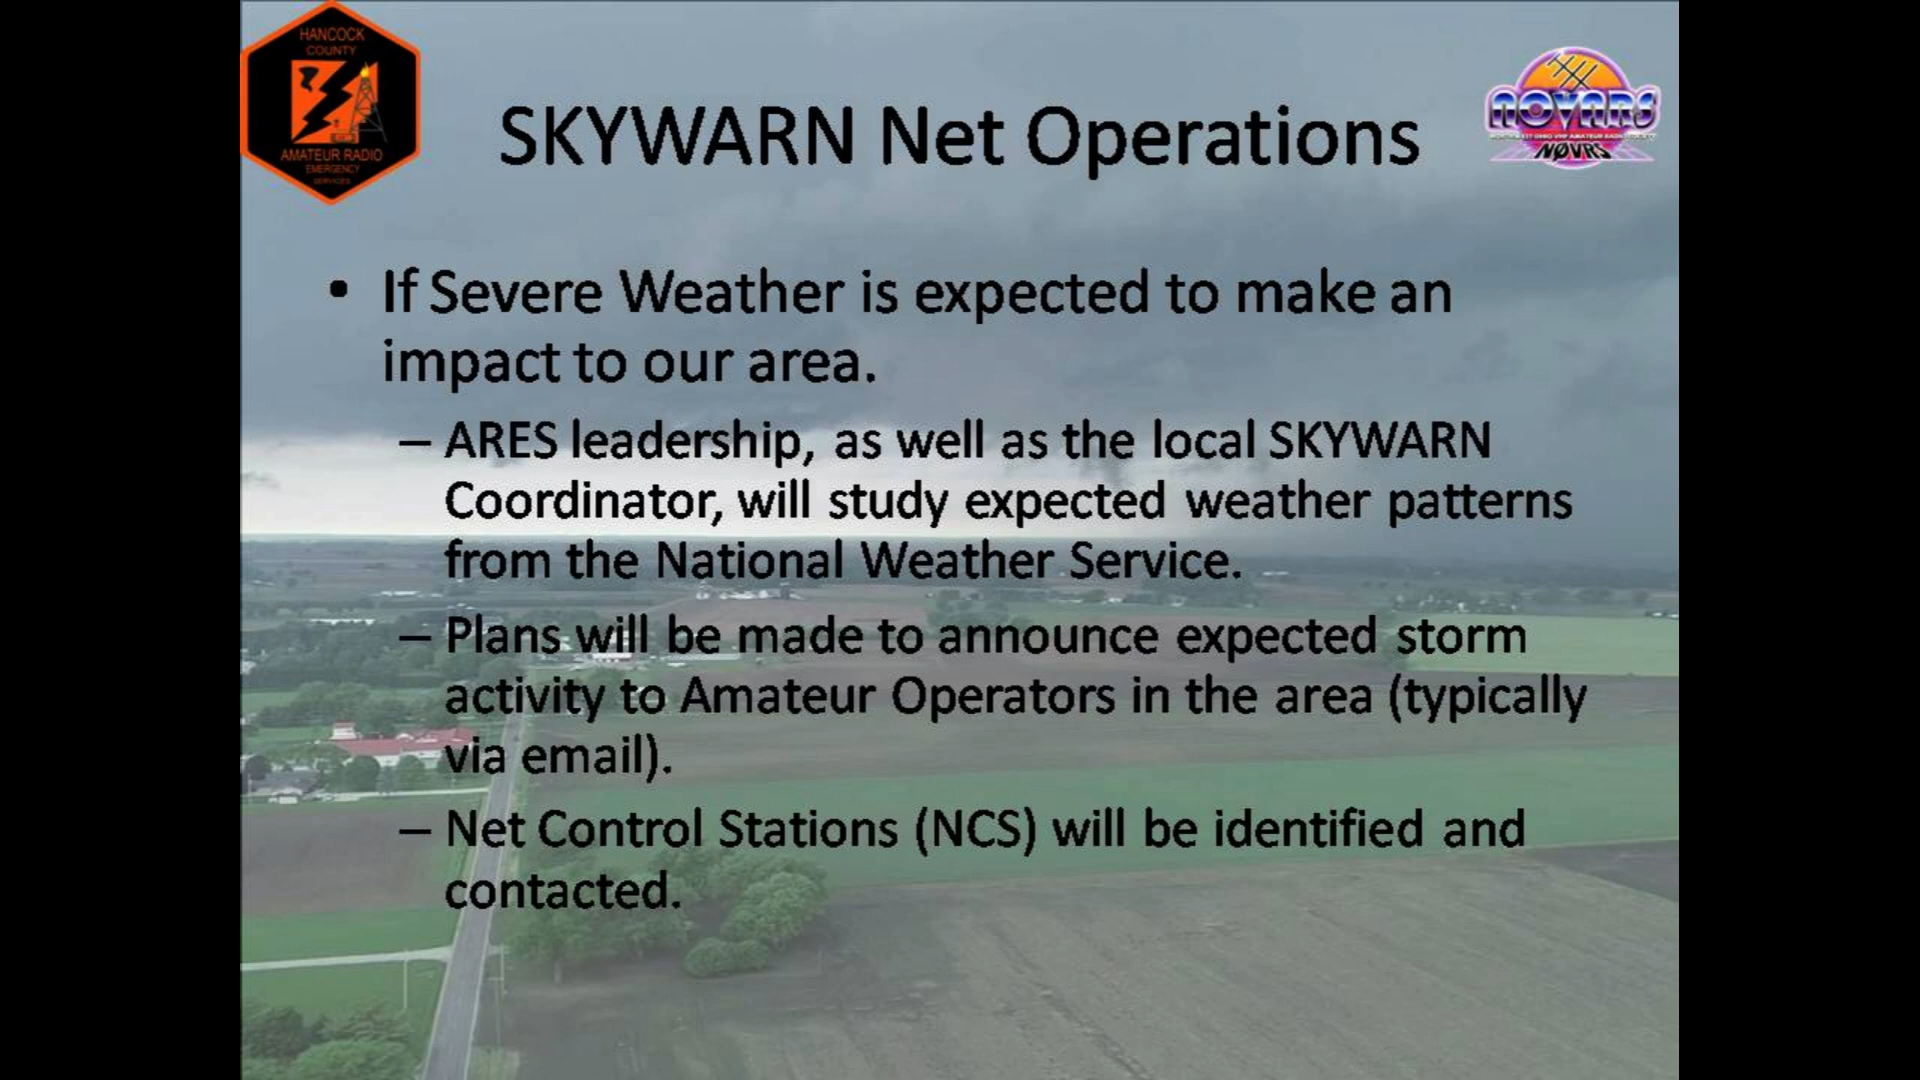 HANCOCK
COUNTY
AMATEUR RADIO
EMERGENCY
SERVICES
NOVARS
NØVRS
SKYWARN Net Operations
• If Severe Weather is expected to make an
impact to our area.
– ARES leadership, as well as the local SKYWARN
Coordinator, will study expected weather patterns
from the National Weather Service.
– Plans will be made to announce expected storm
activity to Amateur Operators in the area (typically
via email).
– Net Control Stations (NCS) will be identified and
contacted.